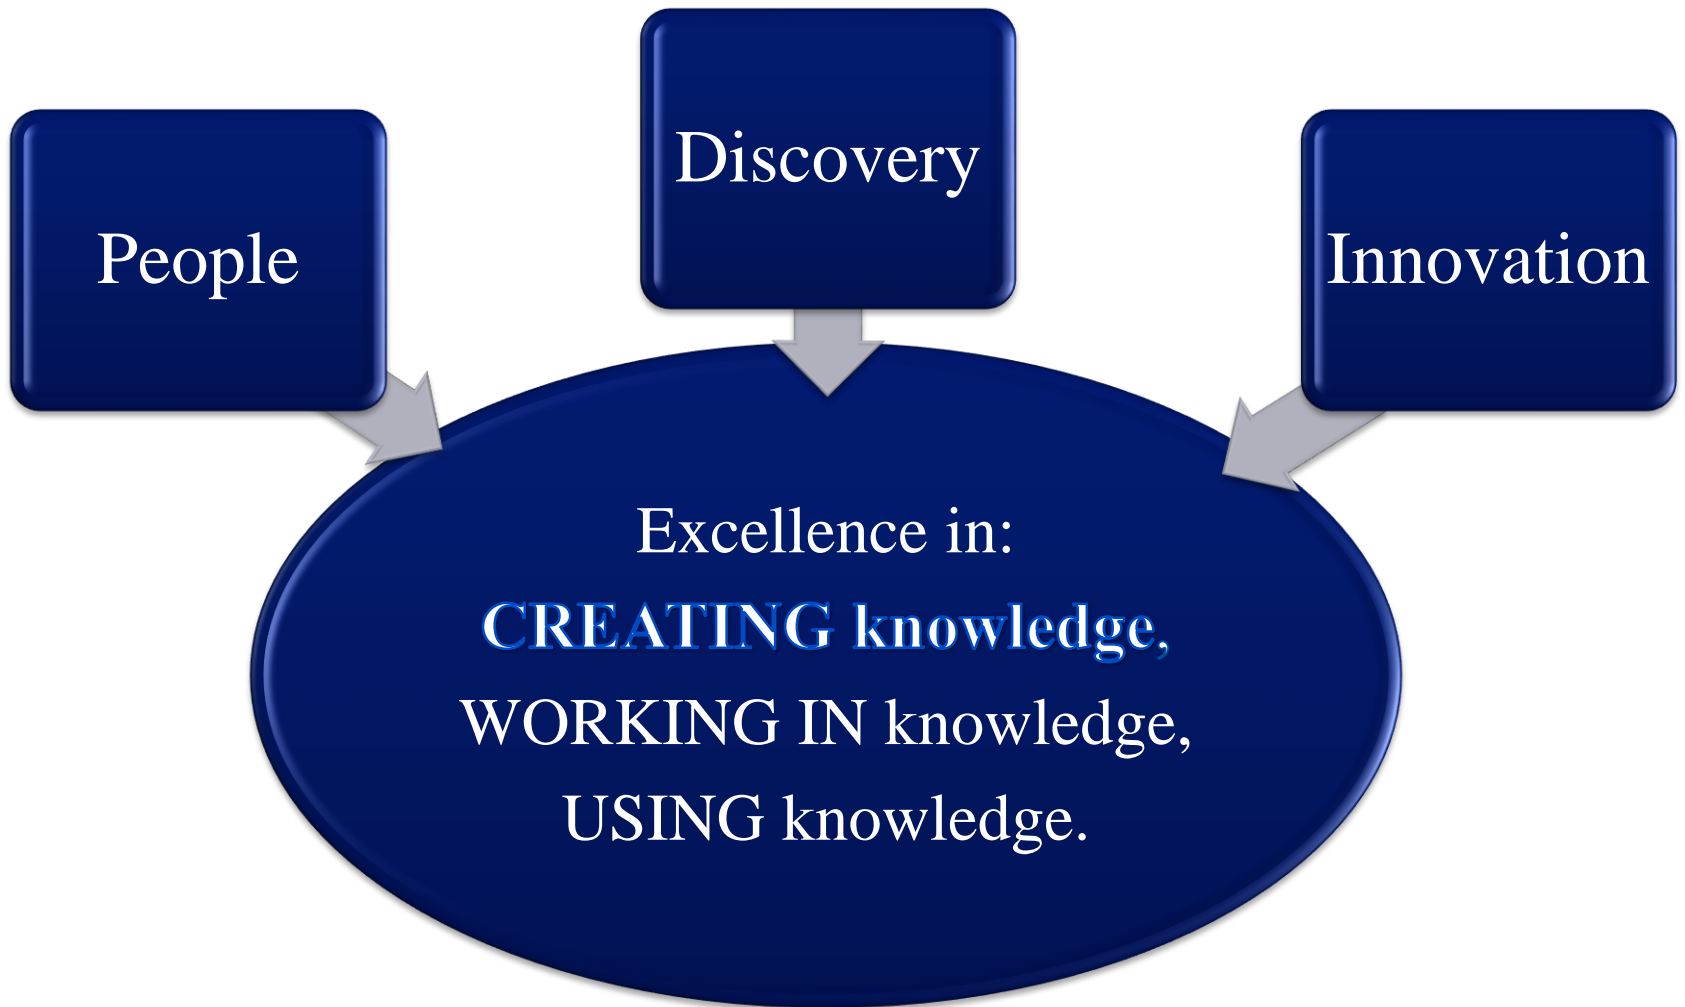 People
Discovery
Innovation
Excellence in:
CREATING knowledge,
WORKING IN knowledge,
USING knowledge.